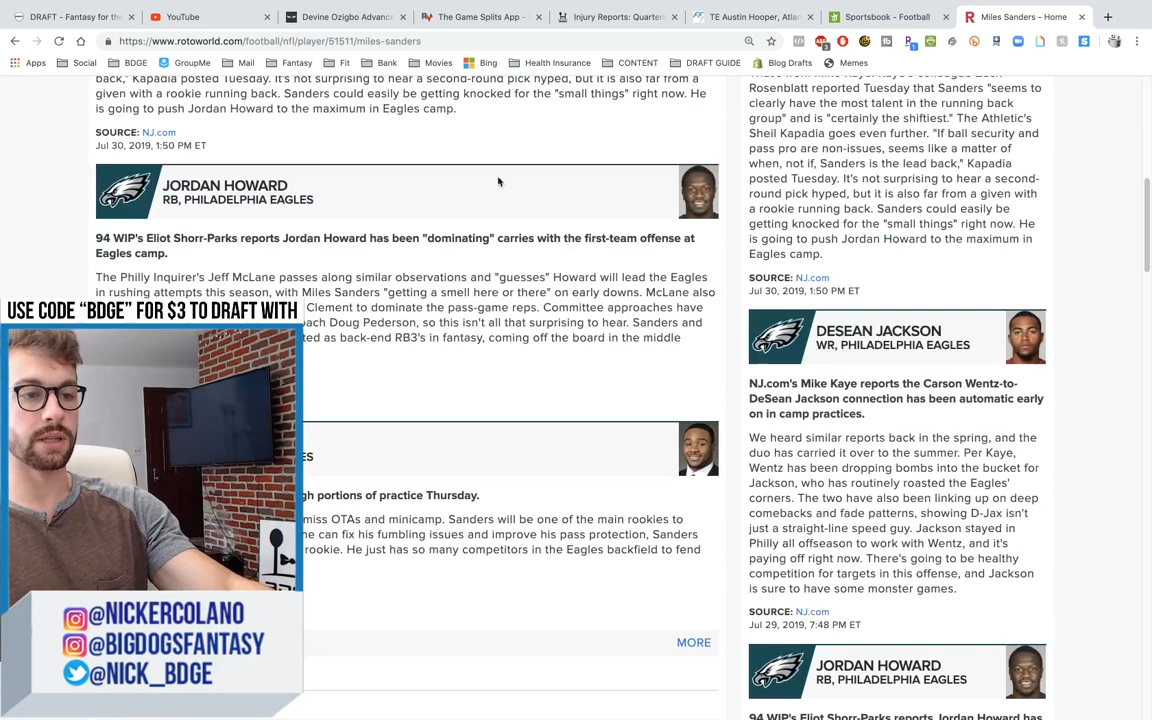 DRAFT - Fantasy for the
YouTube
Devine Ozigbo Advanc
The Game Splits App -
Injury Reports: Quarter
TE Austin Hooper, Atlan
Sportsbook - Football
Miles Sanders - Home
https://www.rotoworld.com/football/nfl/player/51511/miles-sanders
Apps
Social
BDGE
GroupMe
Mail
Fantasy
Fit
Bank
Movies
Bing
Health Insurance
CONTENT
DRAFT GUIDE
Blog Drafts
Memes
back," Kapadia posted Tuesday. It's not surprising to hear a second-round pick hyped, but it is also far from a
given with a rookie running back. Sanders could easily be getting knocked for the "small things" right now. He
is going to push Jordan Howard to the maximum in Eagles camp.
SOURCE: NJ.com
Jul 30, 2019, 1:50 PM ET
JORDAN HOWARD
RB, PHILADELPHIA EAGLES
94 WIP's Eliot Shorr-Parks reports Jordan Howard has been "dominating" carries with the first-team offense at
Eagles camp.
The Philly Inquirer's Jeff McLane passes along similar observations and "guesses" Howard will lead the Eagles
in rushing attempts this season, with Miles Sanders "getting a smell here or there" on early downs. McLane also
Clement to dominate the pass-game reps. Committee approaches have
ach Doug Pederson, so this isn't all that surprising to hear. Sanders and
ted as back-end RB3's in fantasy, coming off the board in the middle
ES
gh portions of practice Thursday.
miss OTAs and minicamp. Sanders will be one of the main rookies to
he can fix his fumbling issues and improve his pass protection, Sanders
rookie. He just has so many competitors in the Eagles backfield to fend
MORE
Rosenblatt reported Tuesday that Sanders "seems to
clearly have the most talent in the running back
group" and is "certainly the shiftiest." The Athletic's
Sheil Kapadia goes even further. "If ball security and
pass pro are non-issues, seems like a matter of
when, not if, Sanders is the lead back," Kapadia
posted Tuesday. It's not surprising to hear a second-
round pick hyped, but it is also far from a given with
a rookie running back. Sanders could easily be
getting knocked for the "small things" right now. He
is going to push Jordan Howard to the maximum in
Eagles camp.
SOURCE: NJ.com
Jul 30, 2019, 1:50 PM ET
DESEAN JACKSON
WR, PHILADELPHIA EAGLES
NJ.com's Mike Kaye reports the Carson Wentz-to-
DeSean Jackson connection has been automatic early
on in camp practices.
We heard similar reports back in the spring, and the
duo has carried it over to the summer. Per Kaye,
Wentz has been dropping bombs into the bucket for
Jackson, who has routinely roasted the Eagles'
corners. The two have also been linking up on deep
comebacks and fade patterns, showing D-Jax isn't
just a straight-line speed guy. Jackson stayed in
Philly all offseason to work with Wentz, and it's
paying off right now. There's going to be healthy
competition for targets in this offense, and Jackson
is sure to have some monster games.
SOURCE: NJ.com
Jul 29, 2019, 7:48 PM ET
JORDAN HOWARD
RB, PHILADELPHIA EAGLES
94 WIP's Eliot Shorr-Parks reports Jordan Howard has
USE CODE "BDGE" FOR $3 TO DRAFT WITH
@NICKERCOLANO
@BIGDOGSFANTASY
@NICK_BDGE